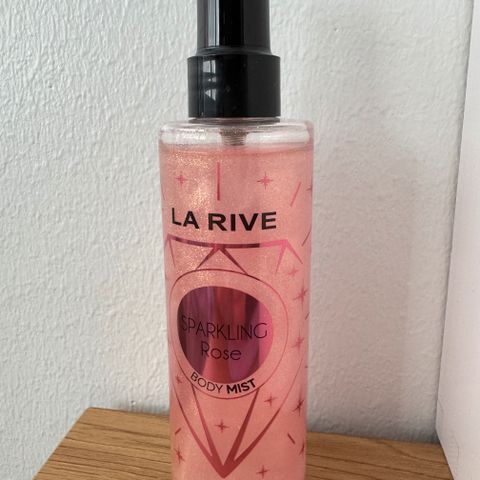 LA RIVE
SPARKLING
Rose
BODY MIST